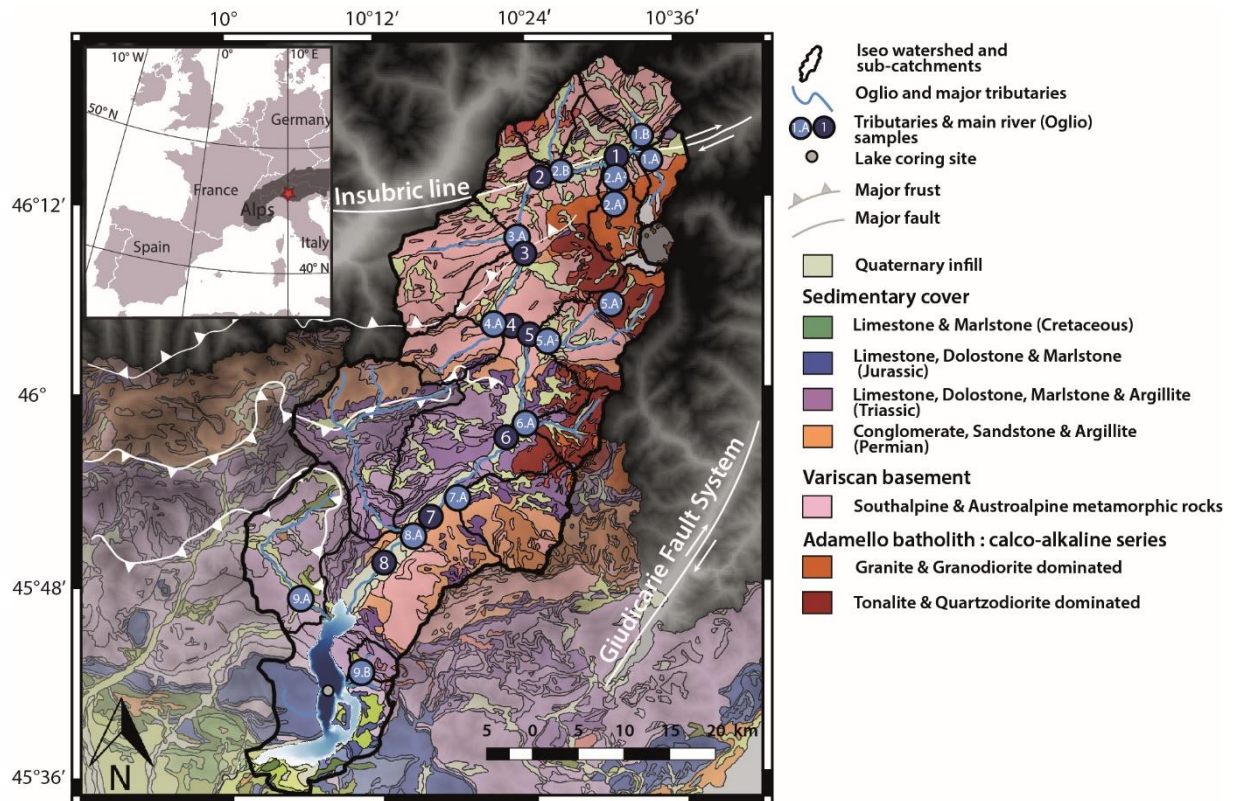 10° 10°12′ 10°24′ 10°36′
10°W 0° 10°E
50°N
Germany
France
Alps
Spain
Italy
40°N
46°12′
46°
45°48′
45°36′
Insubric line
Giudicarie Fault System
1.B
1 1.A
2 2.B 2.A²
2.A¹
3.A
3
5.A¹
4.A 4 5 5.A²
6.A
6
7.A
7
8.A
8
9.A
9.B
5 0 5 10 15 20 km
N
Iseo watershed and
sub-catchments
Oglio and major tributaries
1.A 1 Tributaries & main river (Oglio)
samples
Lake coring site
Major frust
Major fault
Quaternary infill
Sedimentary cover
Limestone & Marlstone (Cretaceous)
Limestone, Dolostone & Marlstone
(Jurassic)
Limestone, Dolostone, Marlstone & Argillite
(Triassic)
Conglomerate, Sandstone & Argillite
(Permian)
Variscan basement
Southalpine & Austroalpine metamorphic rocks
Adamello batholith : calco-alkaline series
Granite & Granodiorite dominated
Tonalite & Quartzodiorite dominated